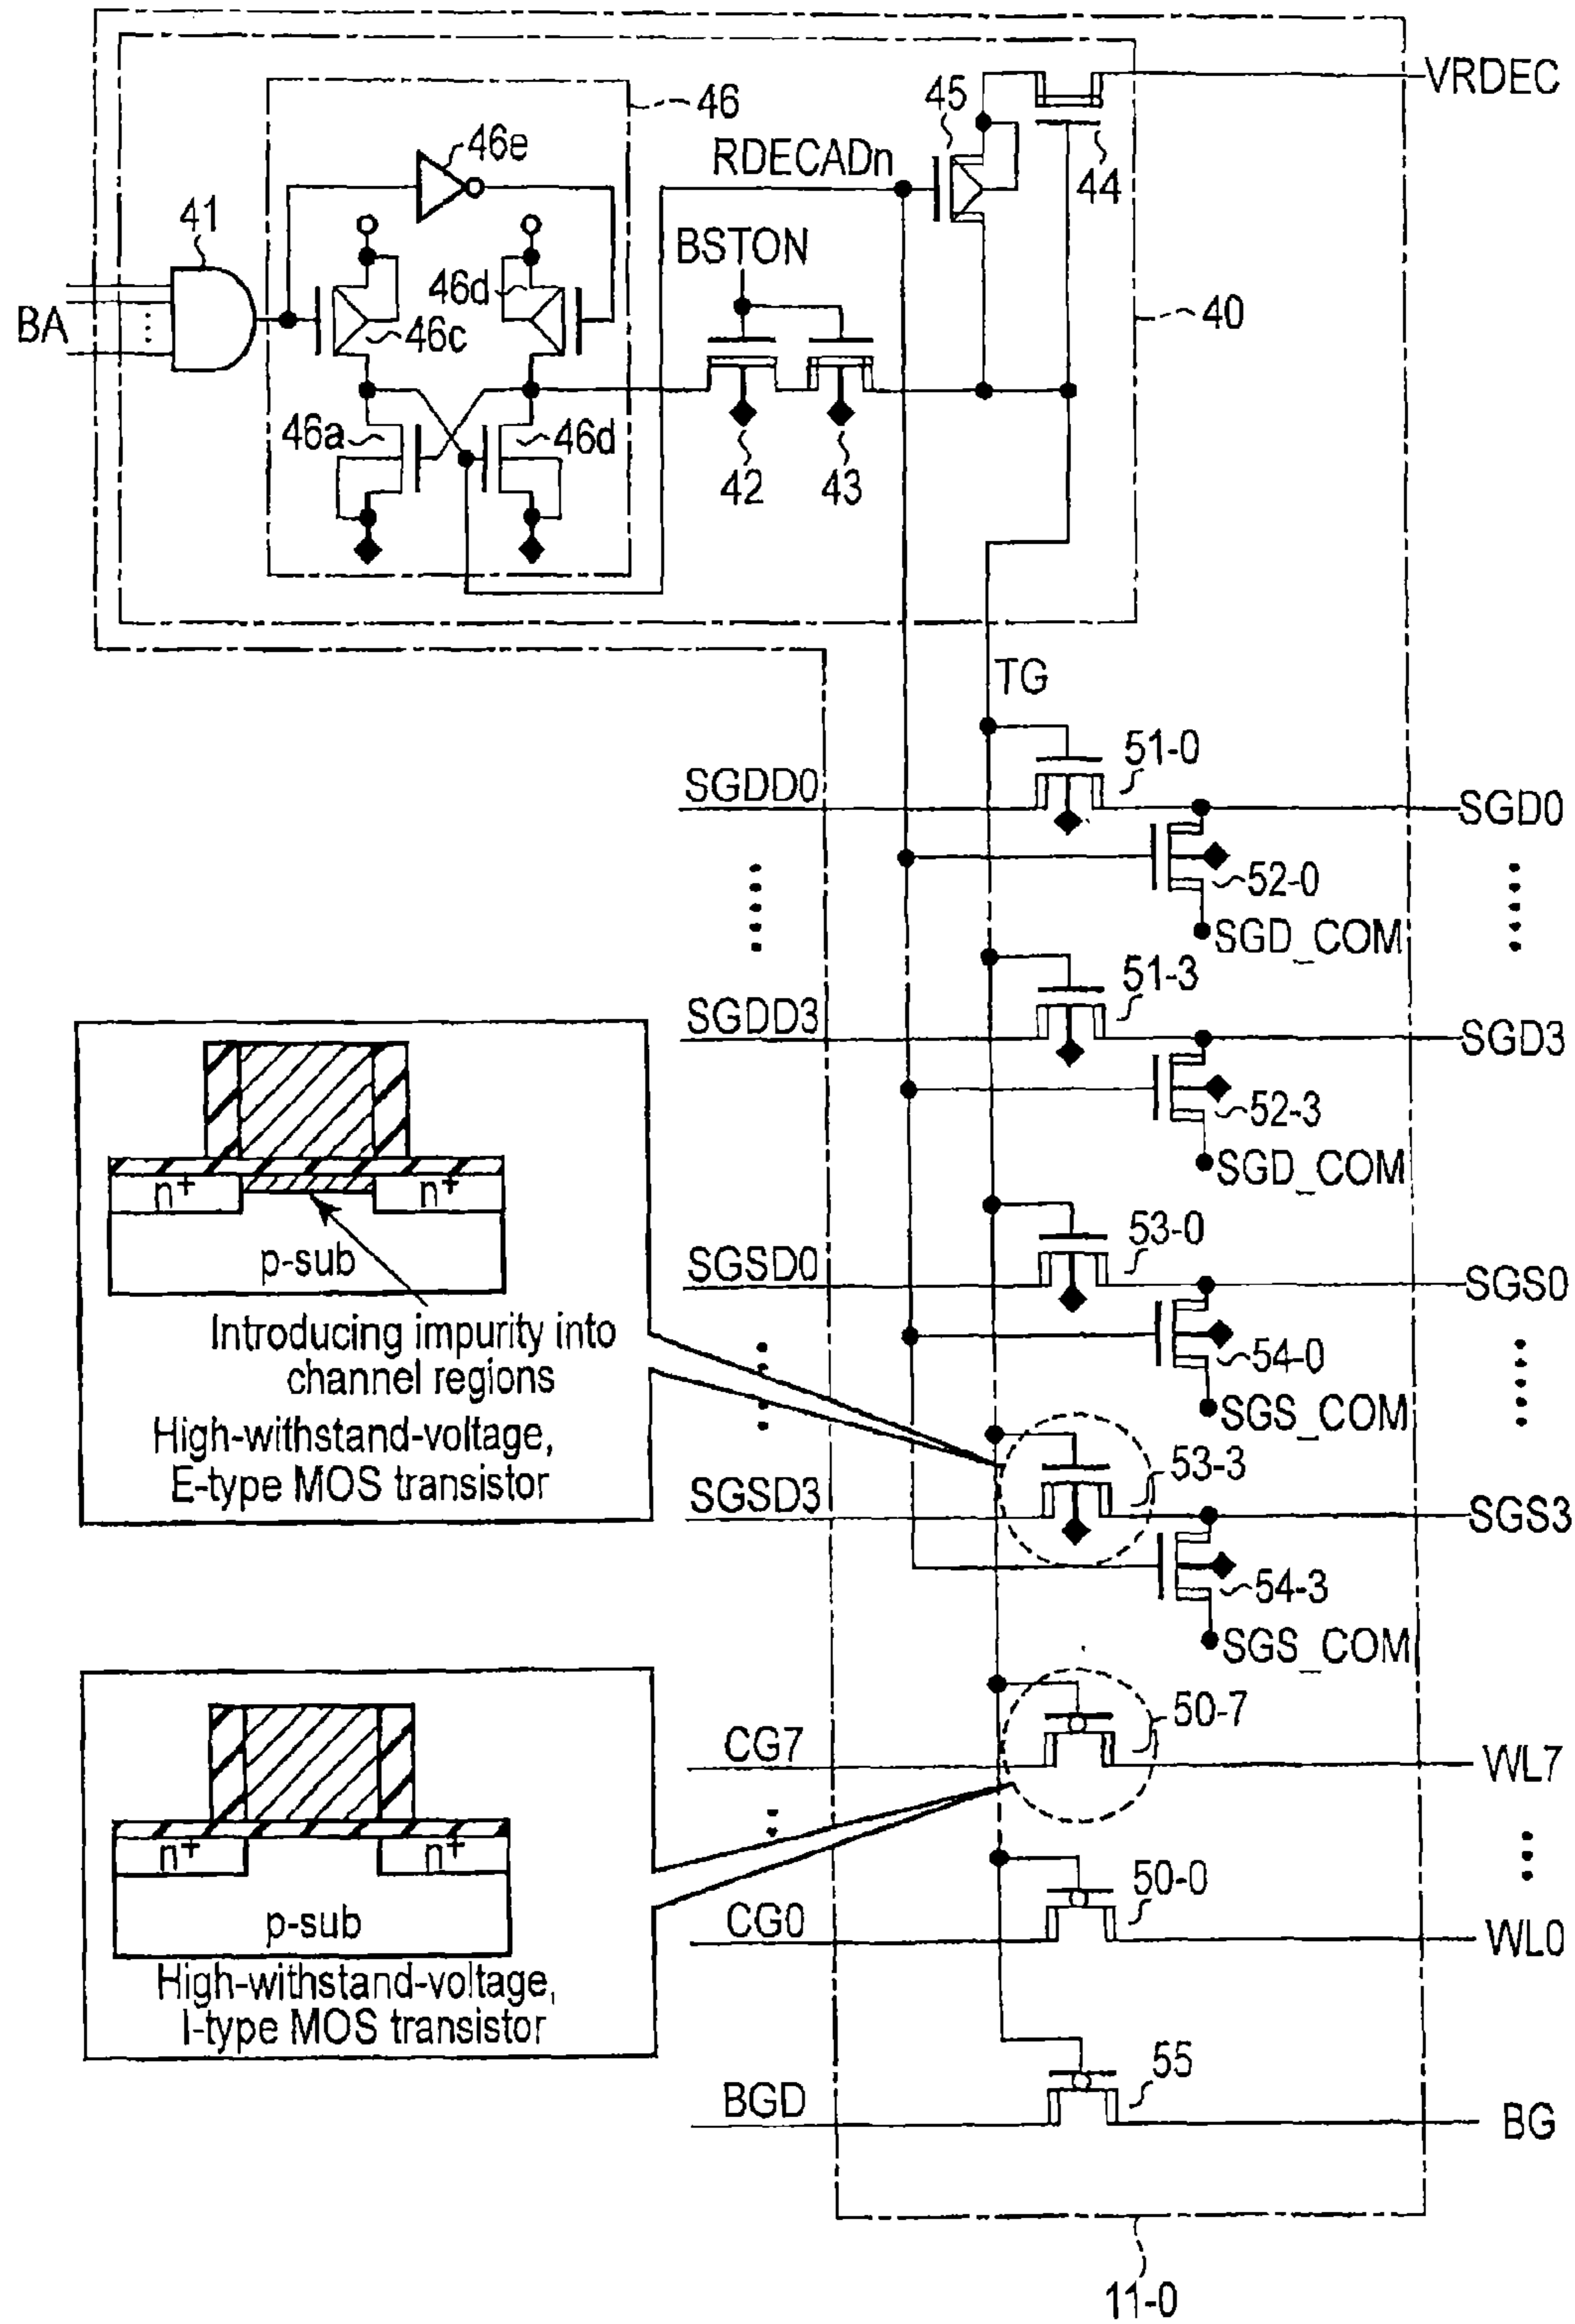 VRDEC
46
45
46e
RDECADn
44
41
BSTON
46d
40
BA
46c
46a
46d
42
43
TG
51-0
SGDD0
SGD0
52-0
SGD_COM
51-3
SGDD3
SGD3
52-3
SGD_COM
n+
n+
p-sub
53-0
SGSD0
SGS0
Introducing impurity into
channel regions
54-0
SGS_COM
High-withstand-voltage,
E-type MOS transistor
53-3
SGSD3
SGS3
54-3
SGS_COM
50-7
CG7
WL7
n+
n+
p-sub
50-0
CG0
WL0
High-withstand-voltage,
I-type MOS transistor
55
BGD
BG
11-0